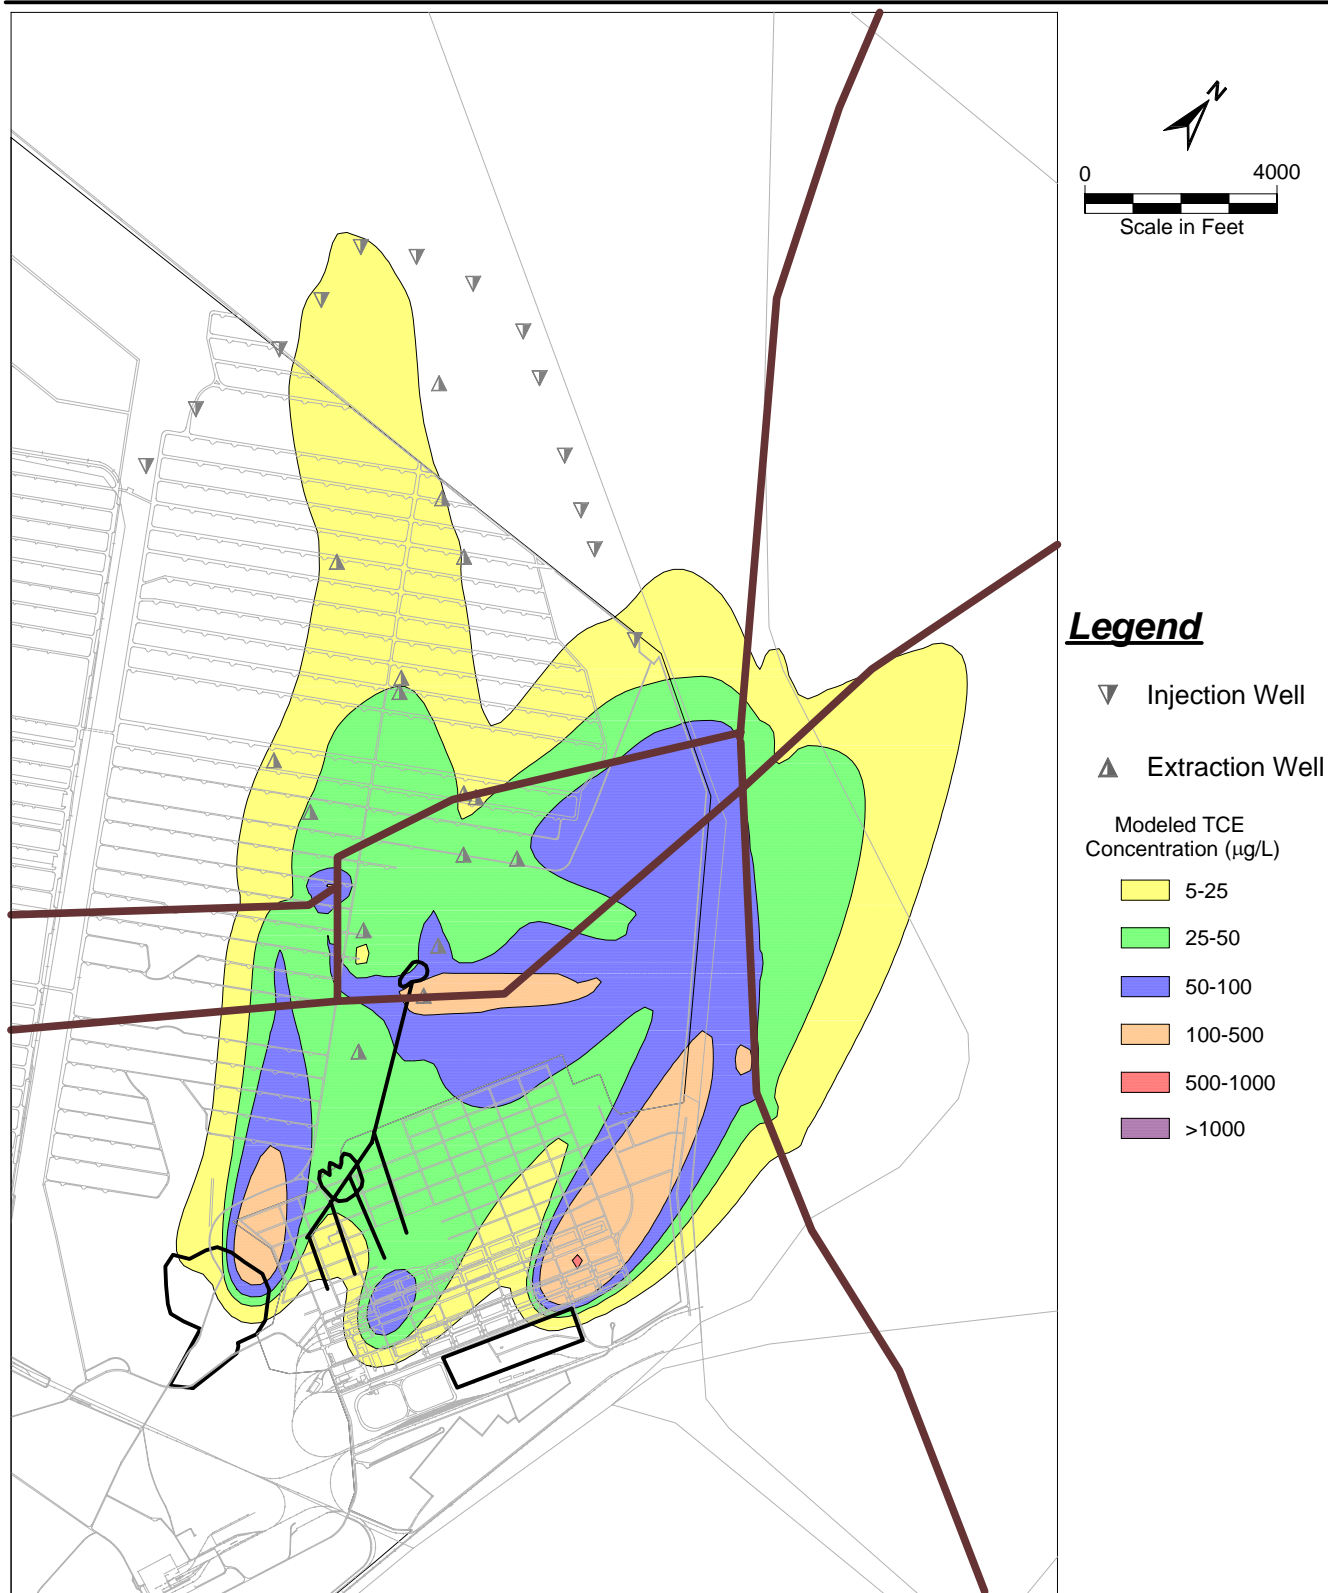 N
0 4000
Scale in Feet
Legend
Injection Well
Extraction Well
Modeled TCE
Concentration (µg/L)
5-25
25-50
50-100
100-500
500-1000
>1000